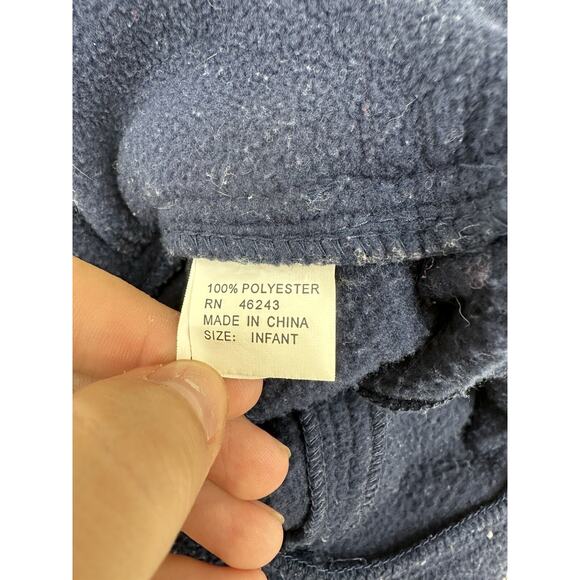 100% POLYESTER
RN 46243
MADE IN CHINA
SIZE: INFANT